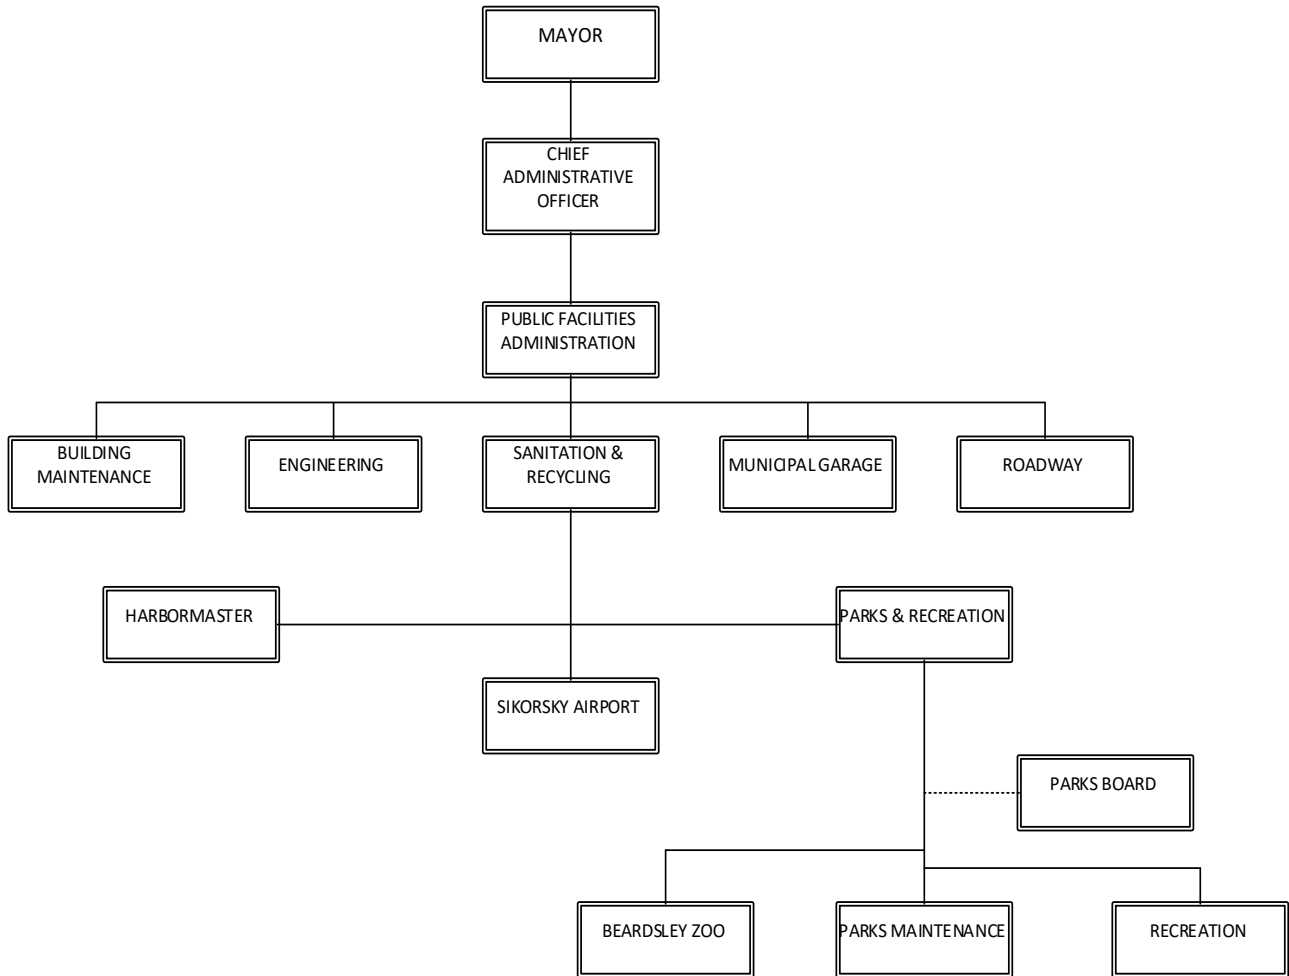 MAYOR
CHIEF
ADMINISTRATIVE
OFFICER
PUBLIC FACILITIES
ADMINISTRATION
BUILDING
MAINTENANCE
ENGINEERING
SANITATION &
RECYCLING
MUNICIPAL GARAGE
ROADWAY
HARBORMASTER
PARKS & RECREATION
SIKORSKY AIRPORT
PARKS BOARD
BEARDSLEY ZOO
PARKS MAINTENANCE
RECREATION